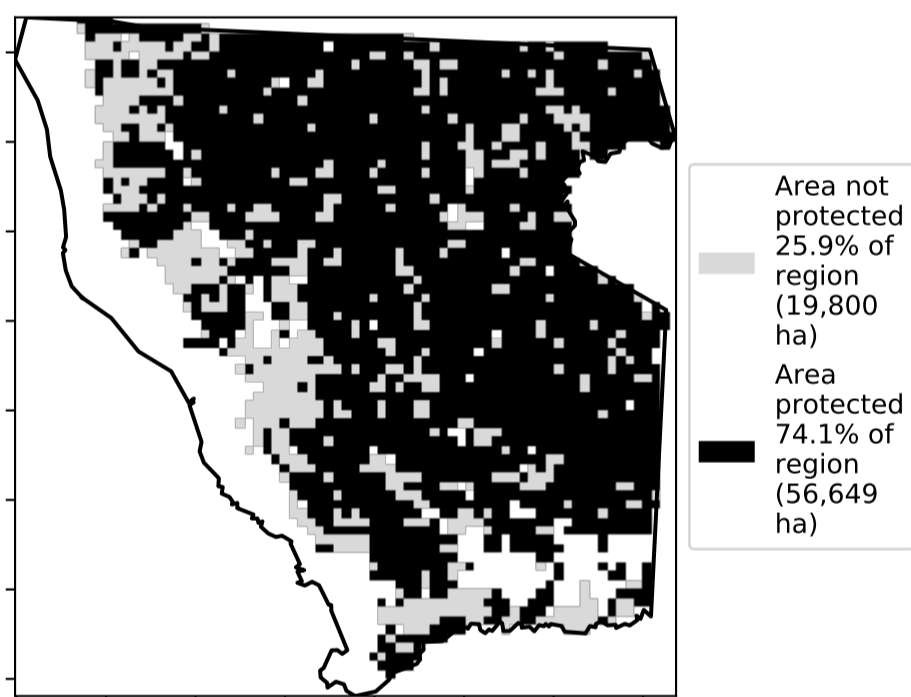 Area not
protected
25.9% of
region
(19,800
ha)
Area
protected
74.1% of
region
(56,649
ha)